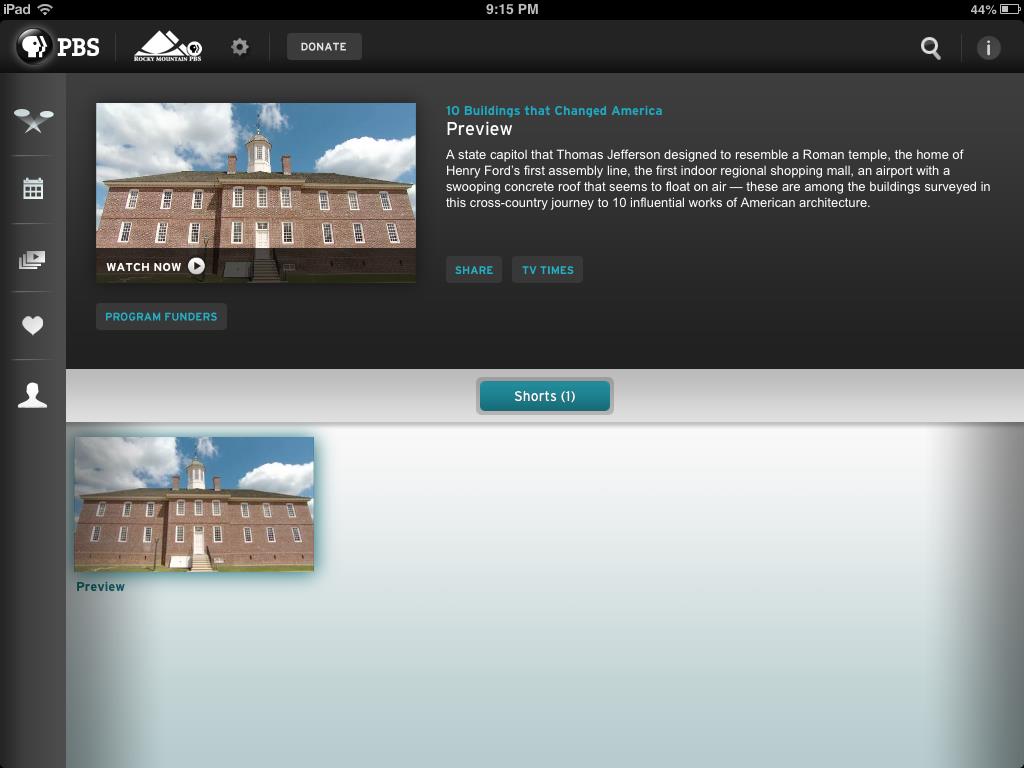 iPad
9:15 PM
44%
PBS
ROCKY MOUNTAIN PBS
DONATE
i
10 Buildings that Changed America
Preview
A state capitol that Thomas Jefferson designed to resemble a Roman temple, the home of
Henry Ford's first assembly line, the first indoor regional shopping mall, an airport with a
swooping concrete roof that seems to float on air — these are among the buildings surveyed in
this cross-country journey to 10 influential works of American architecture.
WATCH NOW
SHARE
TV TIMES
PROGRAM FUNDERS
Shorts (1)
Preview